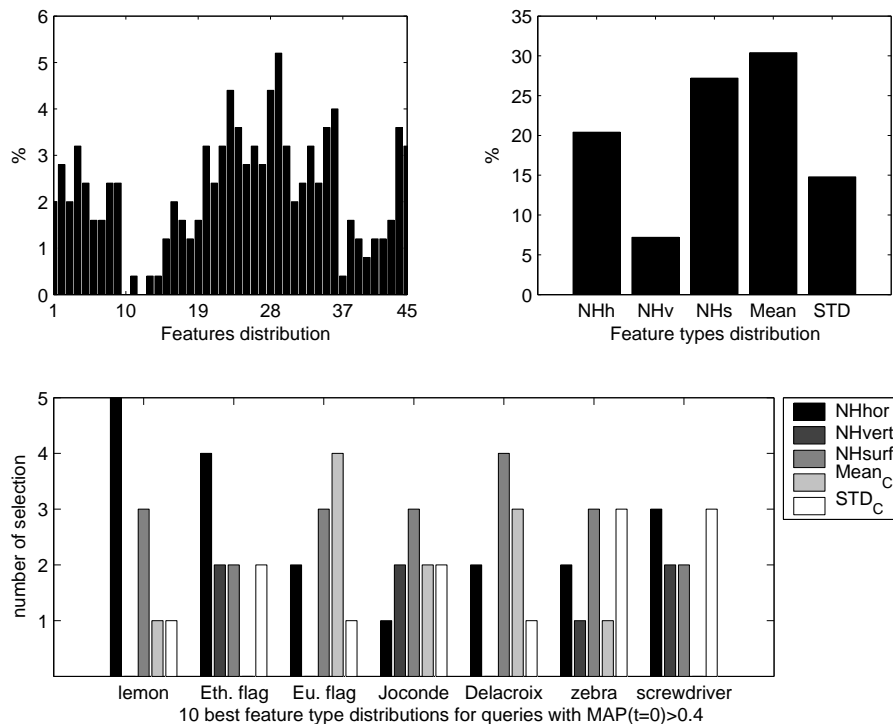 6
5
4
3
2
1
0
%
1 10 19 28 37 45
Features distribution
35
30
25
20
15
10
5
0
%
NHh NHv NHs Mean STD
Feature types distribution
5
4
3
2
1
number of selection
lemon Eth. flag Eu. flag Joconde Delacroix zebra screwdriver
10 best feature type distributions for queries with MAP(t=0)>0.4
NHhor
NHvert
NHsurf
Mean_C
STD_C